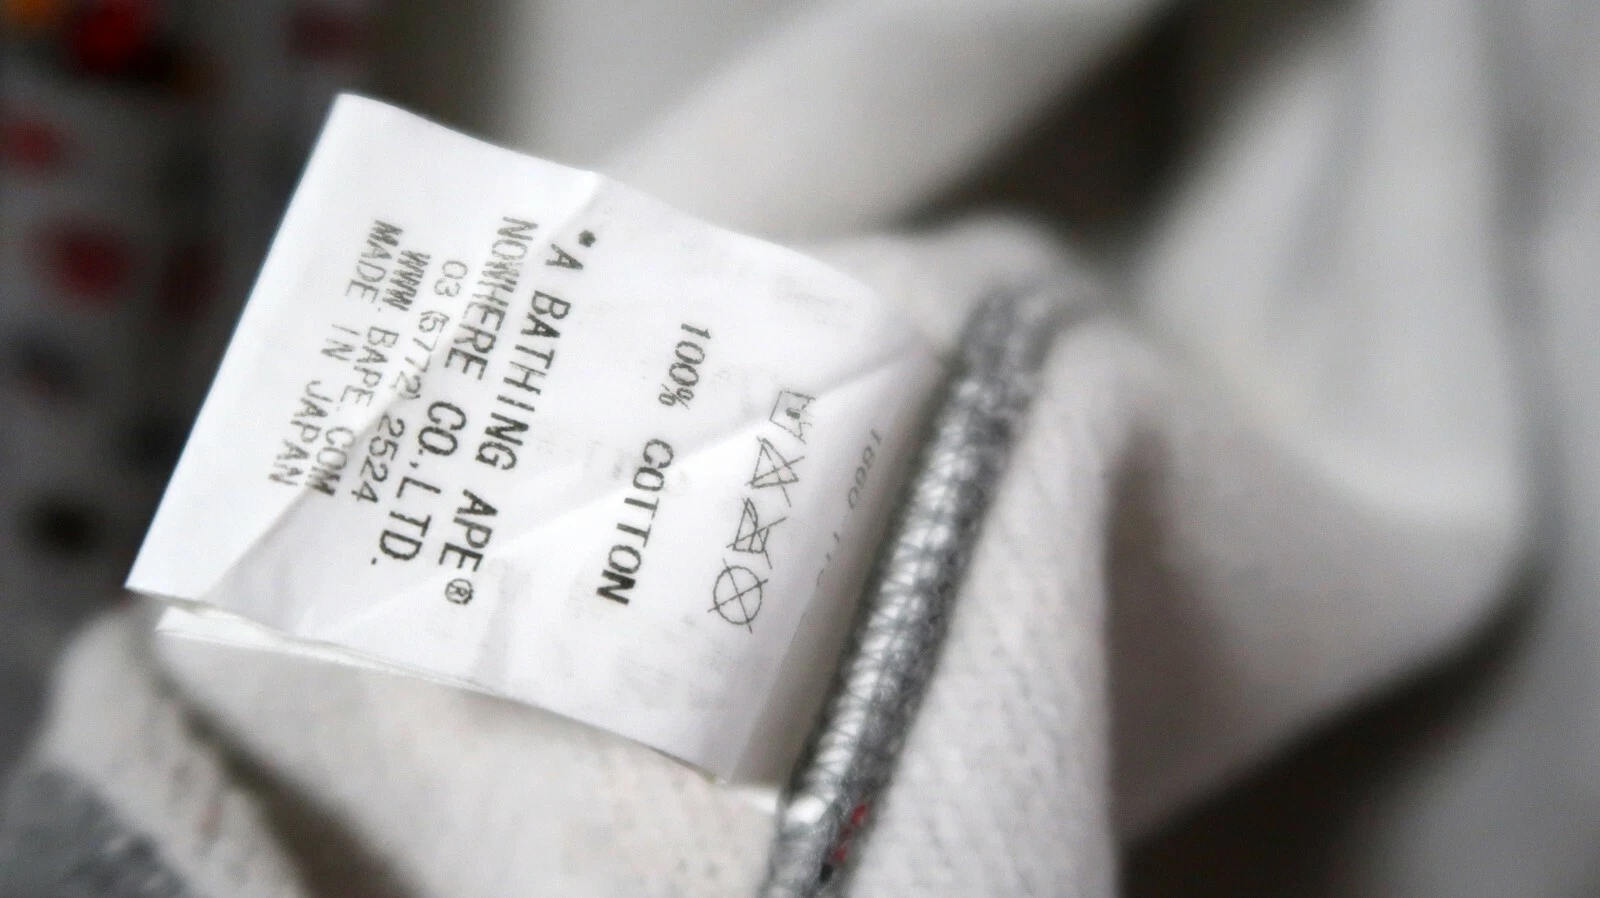 100% COTTON
*A BATHING APE®
NOWHERE CO.,LTD.
03 (5772) 2524
WWW.BAPE.COM
MADE IN JAPAN